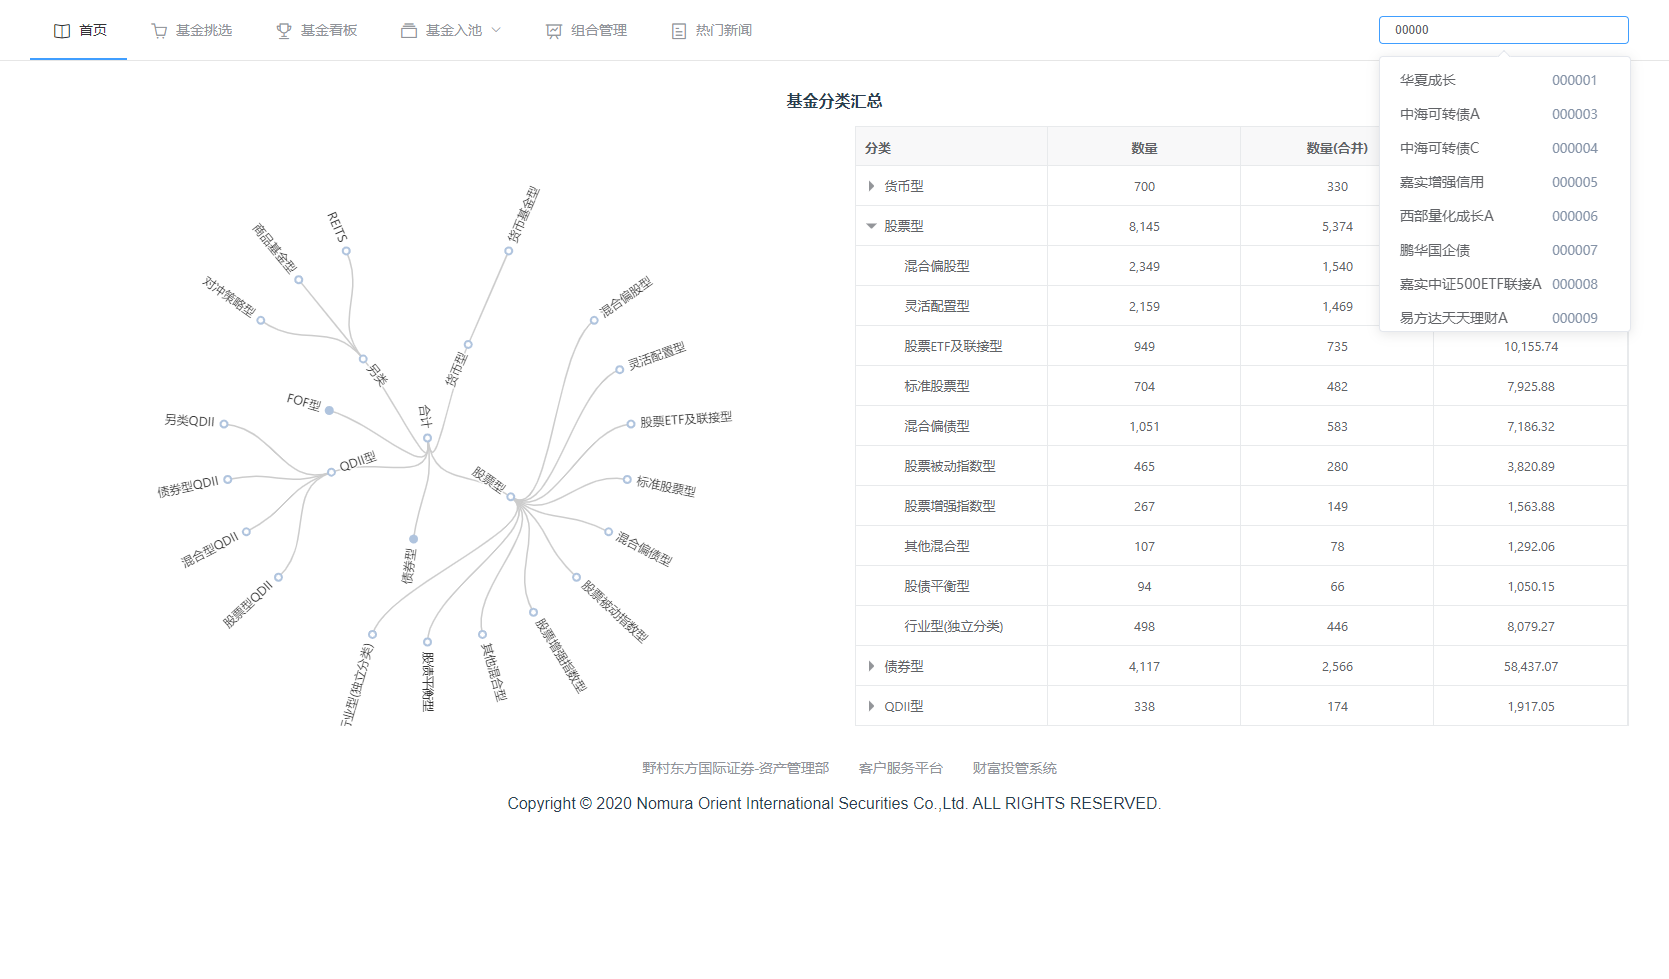 首页 基金挑选 基金看板 基金入池 组合管理 热门新闻 00000
华夏成长 000001
中海可转债A 000003
中海可转债C 000004
嘉实增强信用 000005
西部量化成长A 000006
鹏华国企债 000007
嘉实中证500ETF联接A 000008
易方达天天理财A 000009
基金分类汇总
REITS
商品基金型
对冲策略型
另类
货币基金型
货币型
合计
FOF型
另类QDII
QDII型
债券型QDII
混合型QDII
股票型QDII
债券型
股票型
混合偏股型
灵活配置型
股票ETF及联接型
标准股票型
混合偏债型
股票被动指数型
股票增强指数型
其他混合型
股债平衡型
行业型(独立分类)
分类 数量 数量(合并)
货币型 700 330
股票型 8,145 5,374
混合偏股型 2,349 1,540
灵活配置型 2,159 1,469
股票ETF及联接型 949 735 10,155.74
标准股票型 704 482 7,925.88
混合偏债型 1,051 583 7,186.32
股票被动指数型 465 280 3,820.89
股票增强指数型 267 149 1,563.88
其他混合型 107 78 1,292.06
股债平衡型 94 66 1,050.15
行业型(独立分类) 498 446 8,079.27
债券型 4,117 2,566 58,437.07
QDII型 338 174 1,917.05
野村东方国际证券-资产管理部 客户服务平台 财富投管系统
Copyright © 2020 Nomura Orient International Securities Co.,Ltd. ALL RIGHTS RESERVED.